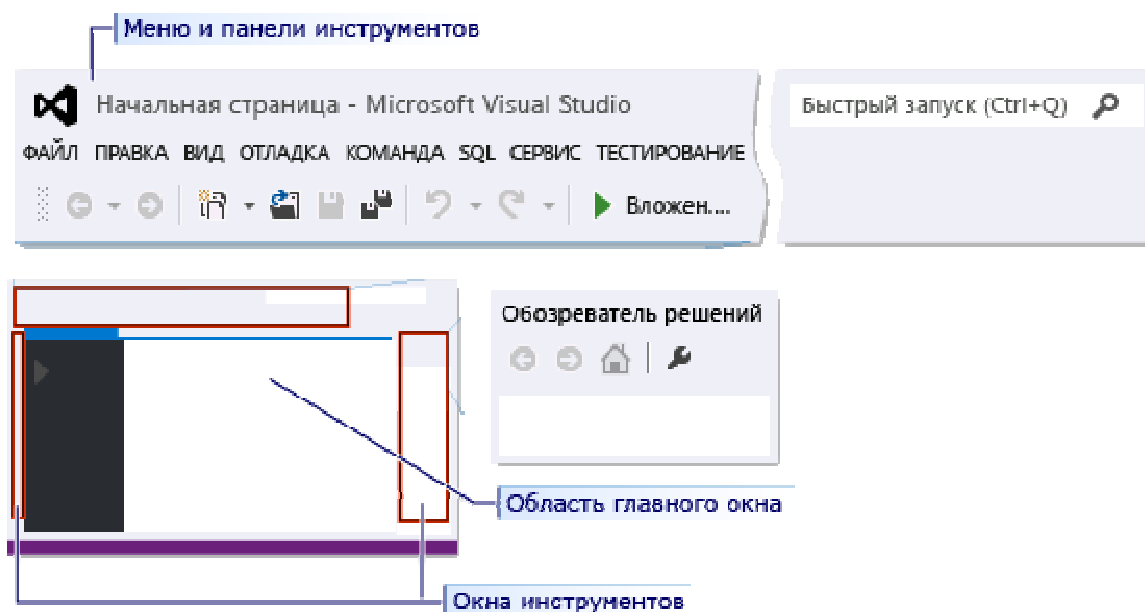 Меню и панели инструментов
Начальная страница - Microsoft Visual Studio
Быстрый запуск (Ctrl+Q)
ФАЙЛ ПРАВКА ВИД ОТЛАДКА КОМАНДА SQL СЕРВИС ТЕСТИРОВАНИЕ
Вложен....
Обозреватель решений
Область главного окна
Окна инструментов